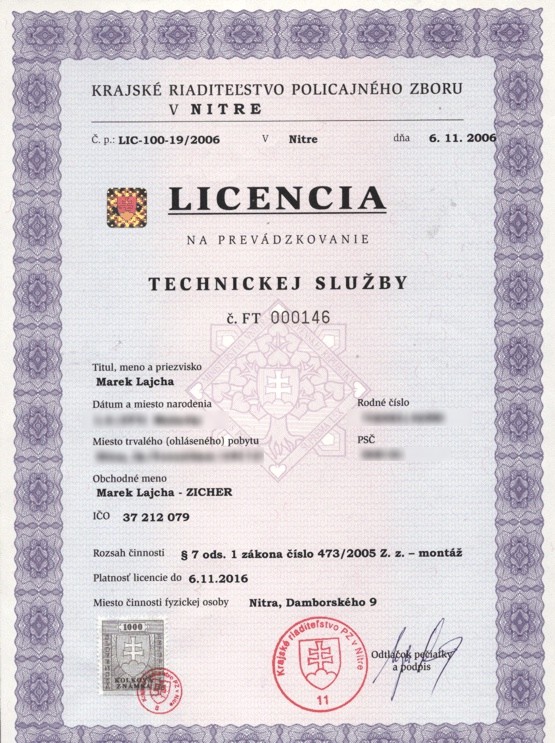 KRAJSKÉ RIADITEĽSTVO POLICAJNÉHO ZBORU
V NITRE
Č. p.: LIC-100-19/2006 V Nitre dňa 6. 11. 2006
LICENCIA
NA PREVÁDZKOVANIE
TECHNICKEJ SLUŽBY
č. FT 000146
Titul, meno a priezvisko
Marek Lajcha
Dátum a miesto narodenia Rodné číslo
Miesto trvalého (ohláseného) pobytu PSČ
Obchodné meno
Marek Lajcha - ZICHER
IČO 37 212 079
Rozsah činnosti § 7 ods. 1 zákona číslo 473/2005 Z. z. – montáž
Platnosť licencie do 6.11.2016
Miesto činnosti fyzickej osoby Nitra, Damborského 9
1000
KOLKOVÁ
ZNÁMKA
8
Krajské riaditeľstvo PZ v Nitre
11
Odtlačok pečiatky
a podpis